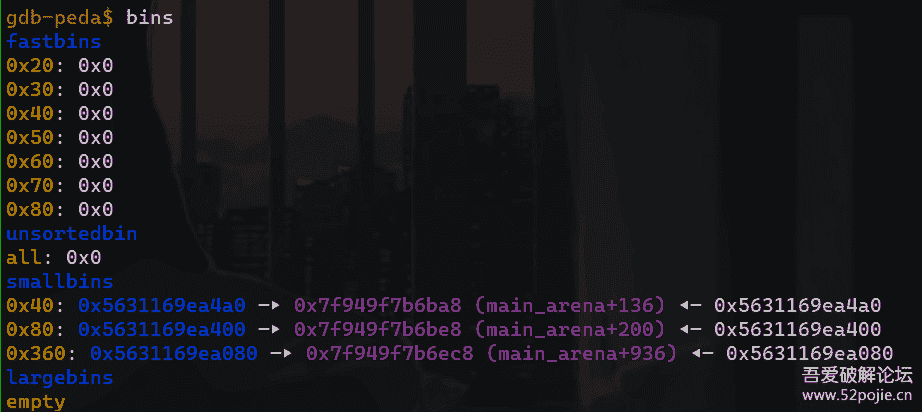 gdb-peda$ bins
fastbins
0x20: 0x0
0x30: 0x0
0x40: 0x0
0x50: 0x0
0x60: 0x0
0x70: 0x0
0x80: 0x0
unsortedbin
all: 0x0
smallbins
0x40: 0x5631169ea4a0 —▸ 0x7f949f7b6ba8 (main_arena+136) ◂— 0x5631169ea4a0
0x80: 0x5631169ea400 —▸ 0x7f949f7b6be8 (main_arena+200) ◂— 0x5631169ea400
0x360: 0x5631169ea080 —▸ 0x7f949f7b6ec8 (main_arena+936) ◂— 0x5631169ea080
largebins
empty
吾爱破解论坛
www.52pojie.cn